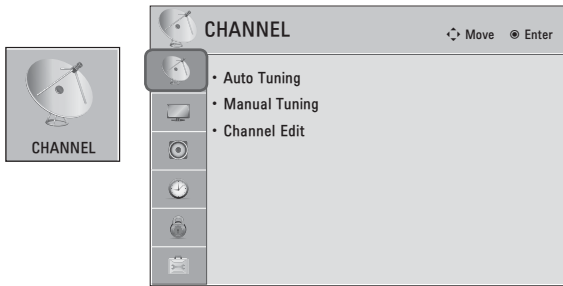 CHANNEL
CHANNEL
Move Enter
• Auto Tuning
• Manual Tuning
• Channel Edit